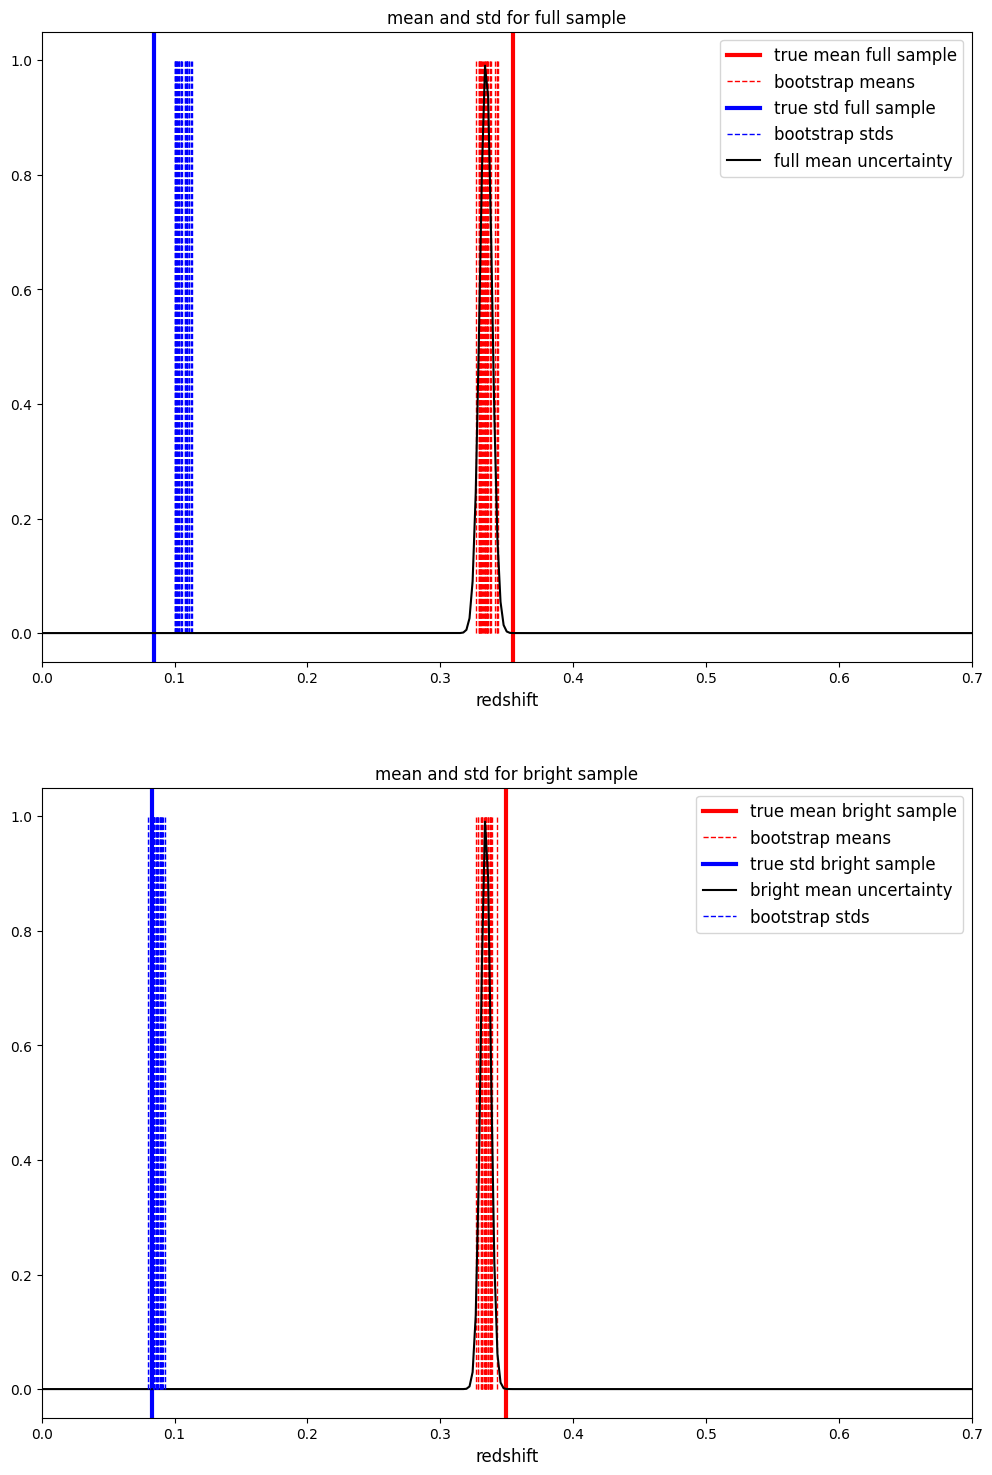 mean and std for full sample
true mean full sample
bootstrap means
true std full sample
bootstrap stds
full mean uncertainty
1.0
0.8
0.6
0.4
0.2
0.0
0.0 0.1 0.2 0.3 0.4 0.5 0.6 0.7
redshift
mean and std for bright sample
true mean bright sample
bootstrap means
true std bright sample
bright mean uncertainty
bootstrap stds
1.0
0.8
0.6
0.4
0.2
0.0
0.0 0.1 0.2 0.3 0.4 0.5 0.6 0.7
redshift